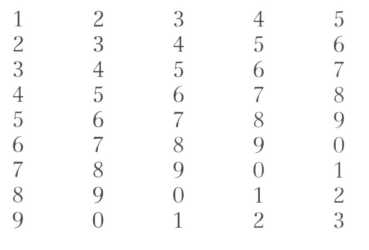 1 2 3 4 5
2 3 4 5 6
3 4 5 6 7
4 5 6 7 8
5 6 7 8 9
6 7 8 9 0
7 8 9 0 1
8 9 0 1 2
9 0 1 2 3